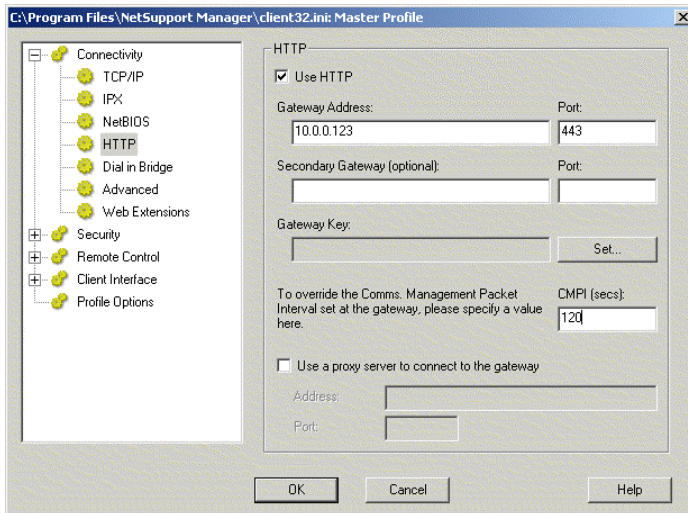 C:\Program Files\NetSupport Manager\client32.ini: Master Profile
Connectivity
TCP/IP
IPX
NetBIOS
HTTP
Dial in Bridge
Advanced
Web Extensions
Security
Remote Control
Client Interface
Profile Options
HTTP
Use HTTP
Gateway Address: Port:
10.0.0.123 443
Secondary Gateway (optional): Port:
Gateway Key:
Set...
To override the Comms. Management Packet
Interval set at the gateway, please specify a value
here.
CMPI (secs):
120
Use a proxy server to connect to the gateway
Address:
Port:
OK Cancel Help